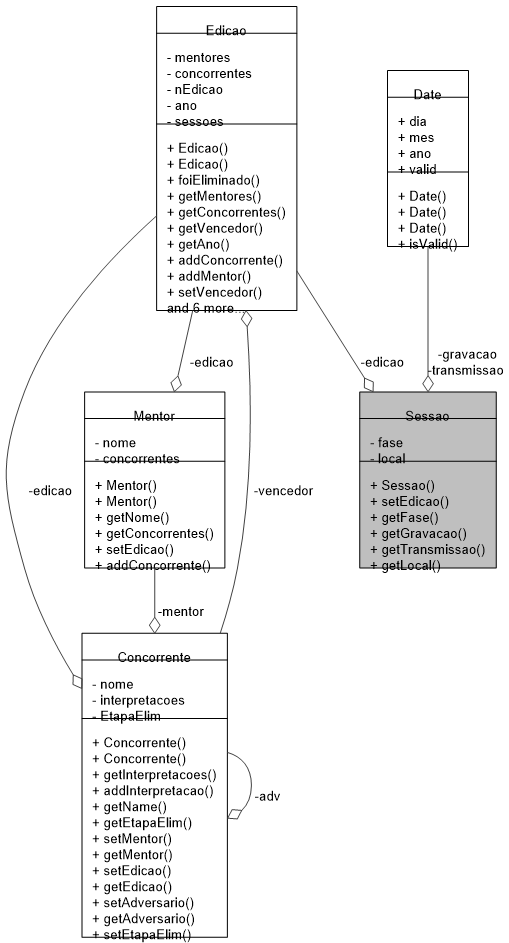 Edicao
- mentores
- concorrentes
- nEdicao
- ano
- sessoes
+ Edicao()
+ Edicao()
+ foiEliminado()
+ getMentores()
+ getConcorrentes()
+ getVencedor()
+ getAno()
+ addConcorrente()
+ addMentor()
+ setVencedor()
and 6 more...
Date
+ dia
+ mes
+ ano
+ valid
+ Date()
+ Date()
+ Date()
+ isValid()
-edicao
-edicao
-gravacao
-transmissao
Mentor
- nome
- concorrentes
+ Mentor()
+ Mentor()
+ getNome()
+ getConcorrentes()
+ setEdicao()
+ addConcorrente()
Sessao
- fase
- local
+ Sessao()
+ setEdicao()
+ getFase()
+ getGravacao()
+ getTransmissao()
+ getLocal()
-edicao
-vencedor
-mentor
Concorrente
- nome
- interpretacoes
- EtapaElim
+ Concorrente()
+ Concorrente()
+ getInterpretacoes()
+ addInterpretacao()
+ getName()
+ getEtapaElim()
+ setMentor()
+ getMentor()
+ setEdicao()
+ getEdicao()
+ setAdversario()
+ getAdversario()
+ setEtapaElim()
-adv